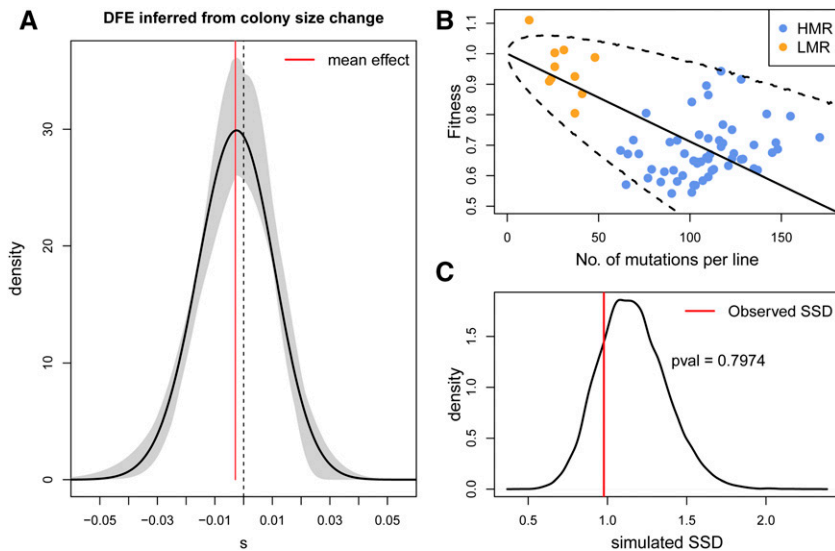 A
DFE inferred from colony size change
mean effect
density
0
10
20
30
−0.05
−0.03
−0.01
0.01
0.03
0.05
s
B
HMR
LMR
Fitness
0.5
0.6
0.7
0.8
0.9
1.0
1.1
0
50
100
150
No. of mutations per line
C
Observed SSD
pval = 0.7974
density
0.0
0.5
1.0
1.5
0.5
1.0
1.5
2.0
simulated SSD